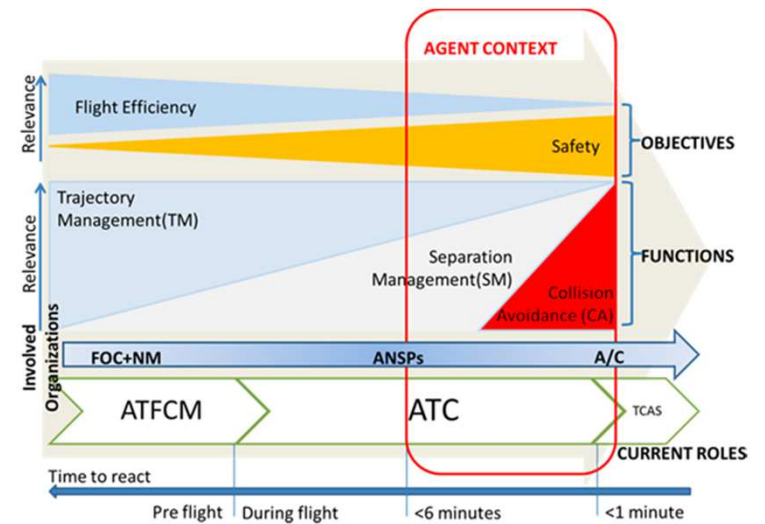 AGENT CONTEXT
Relevance
Flight Efficiency
Safety
OBJECTIVES
Relevance
Trajectory
Management(TM)
Separation
Management(SM)
Collision
Avoidance (CA)
FUNCTIONS
Involved
Organizations
FOC+NM
ANSPs
A/C
ATFCM
ATC
TCAS
CURRENT ROLES
Time to react
Pre flight
During flight
<6 minutes
<1 minute